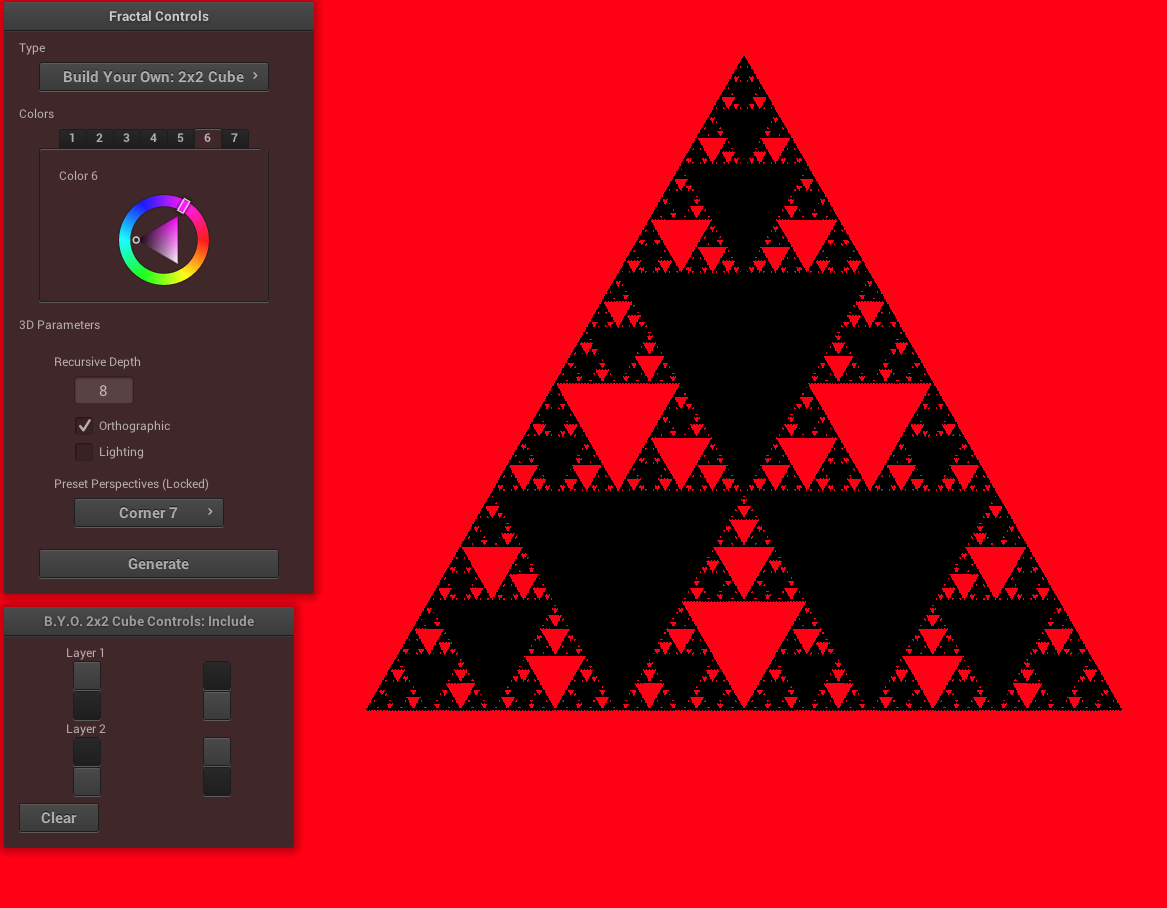 Fractal Controls
Type
Build Your Own: 2x2 Cube
Colors
1 2 3 4 5 6 7
Color 6
3D Parameters
Recursive Depth
8
Orthographic
Lighting
Preset Perspectives (Locked)
Corner 7
Generate
B.Y.O. 2x2 Cube Controls: Include
Layer 1
Layer 2
Clear